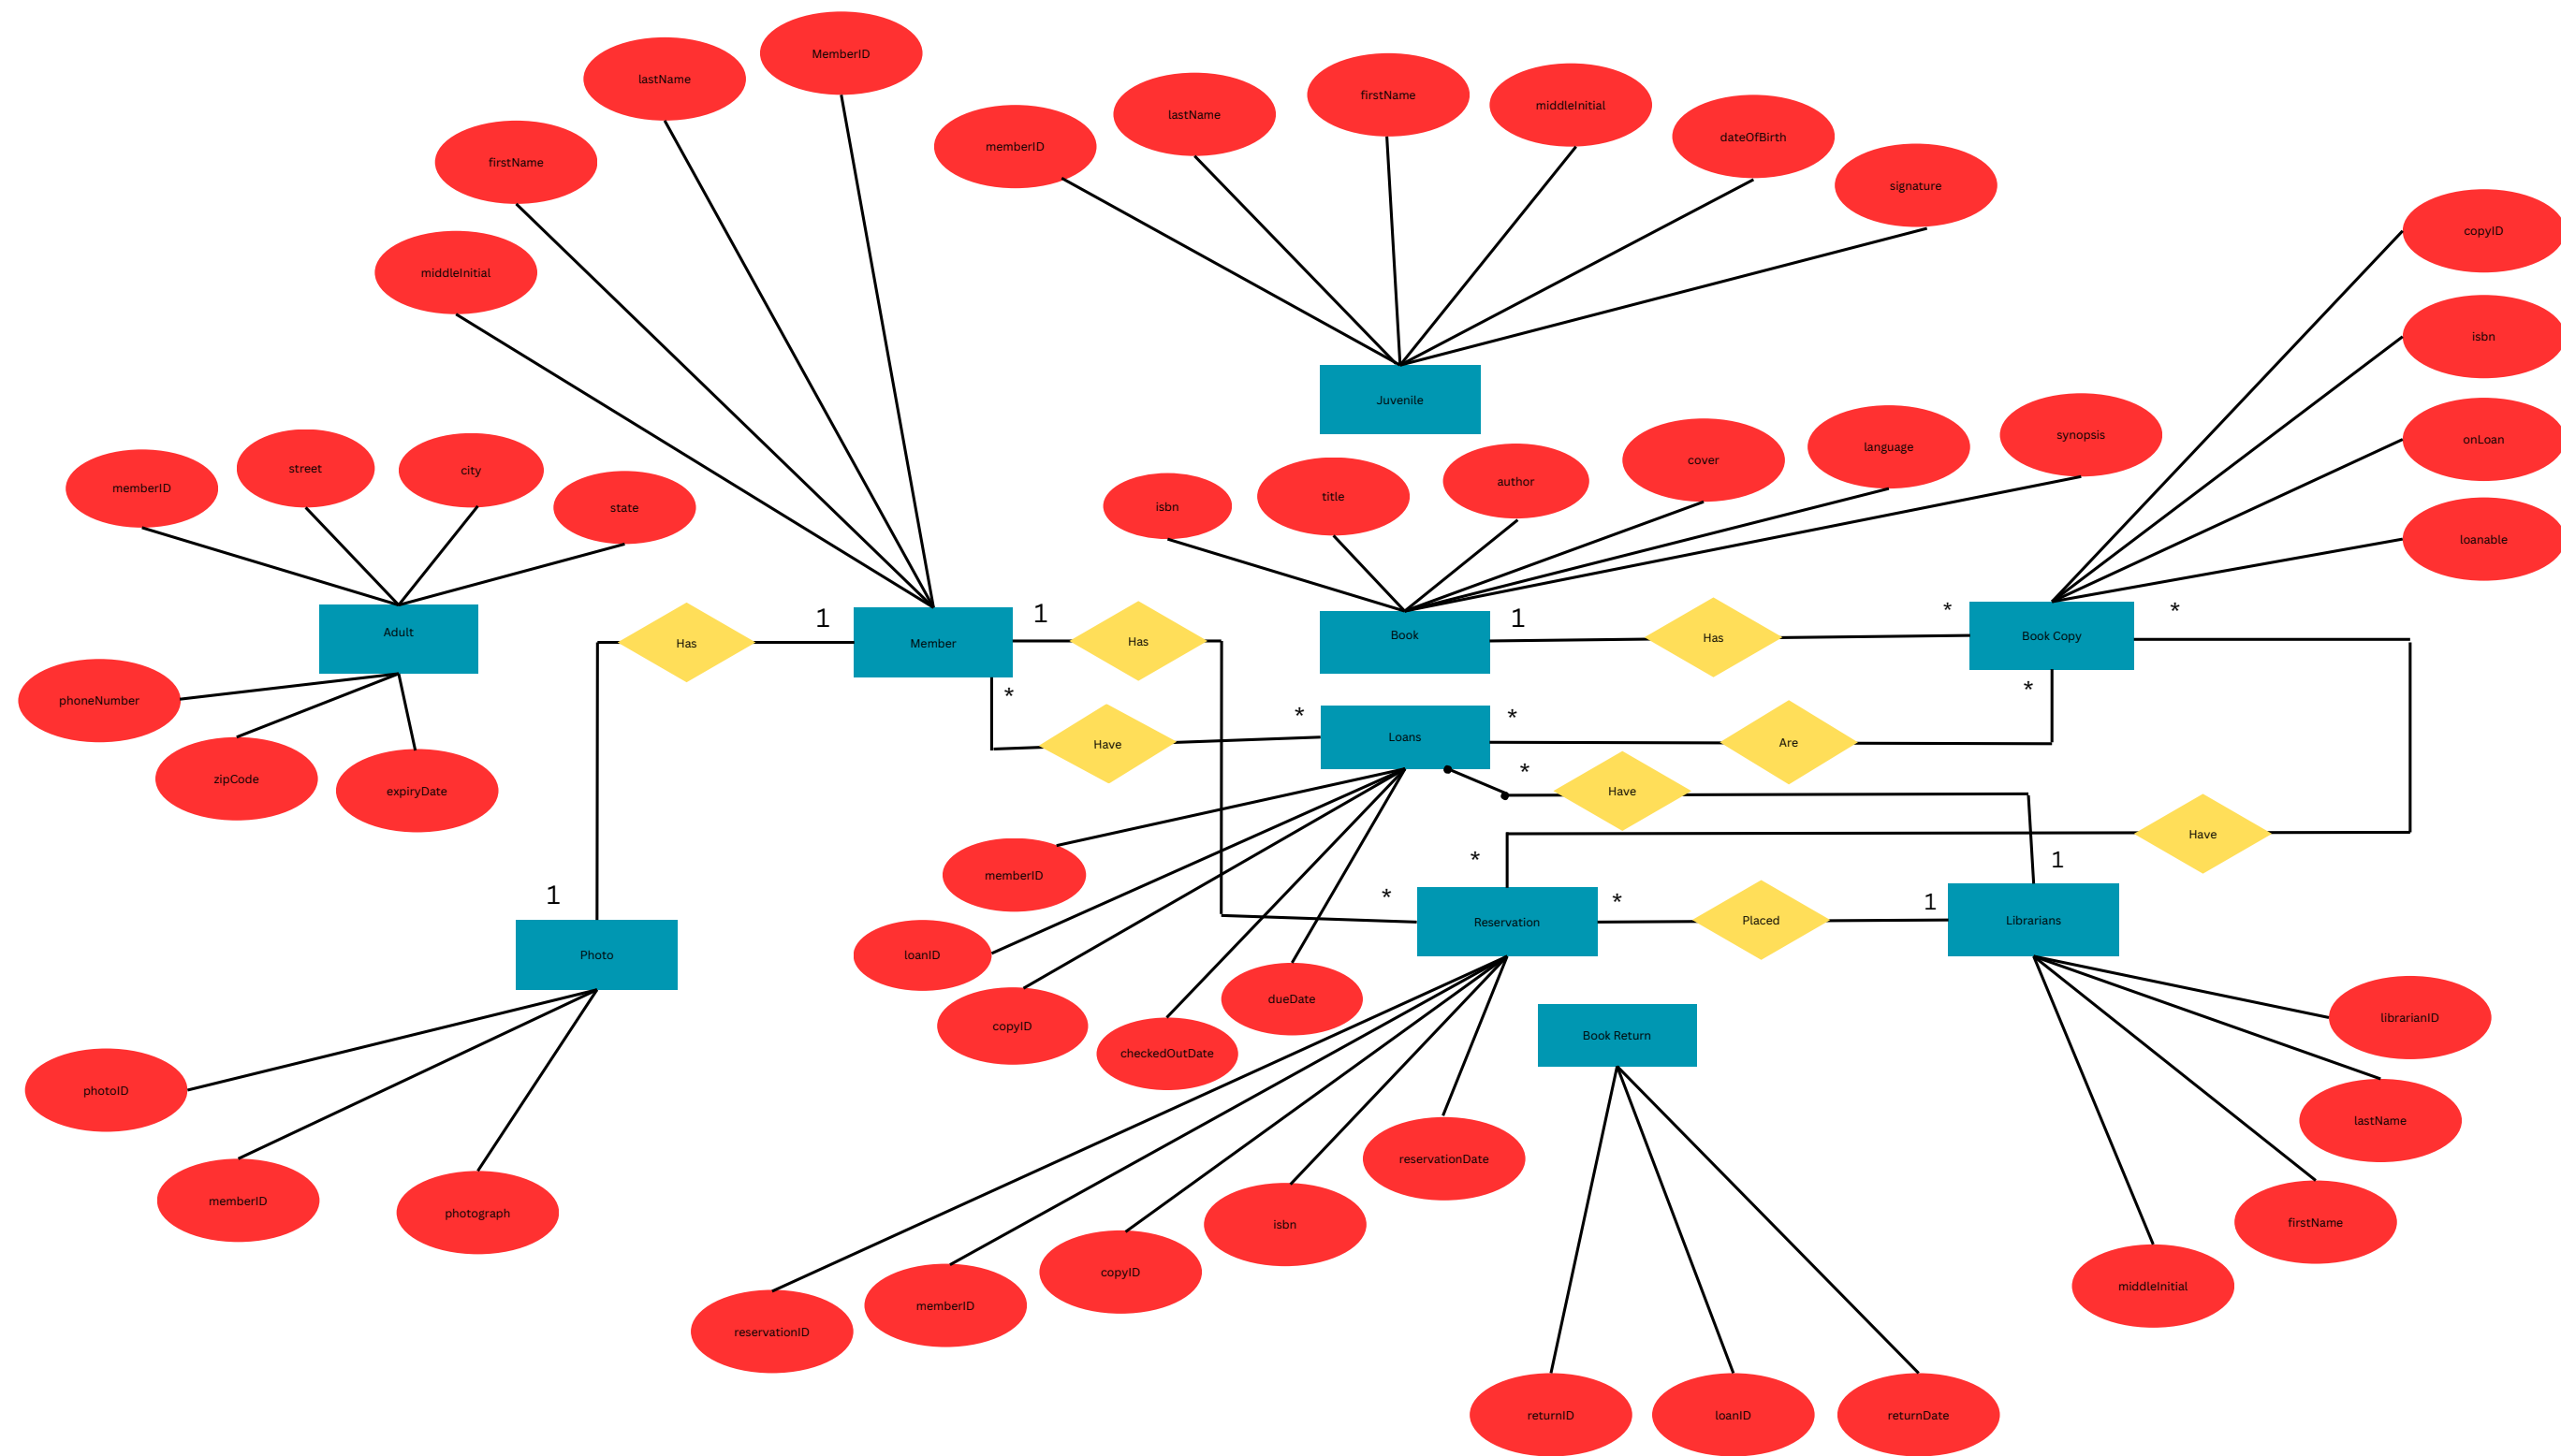 MemberID
lastName
firstName
middleInitial
memberID
lastName
firstName
middleInitial
dateOfBirth
signature
Juvenile
copyID
isbn
onLoan
loanable
memberID
street
city
state
Adult
phoneNumber
zipCode
expiryDate
isbn
title
author
cover
language
synopsis
Has
1
Member
1
Has
Book
1
Has
*
Book Copy
*
*
Have
*
Loans
*
Are
*
*
Have
Have
1
memberID
loanID
copyID
checkedOutDate
dueDate
1
Photo
photoID
memberID
photograph
*
*
Reservation
*
Placed
1
Librarians
Book Return
librarianID
lastName
firstName
middleInitial
reservationDate
isbn
copyID
memberID
reservationID
returnID
loanID
returnDate